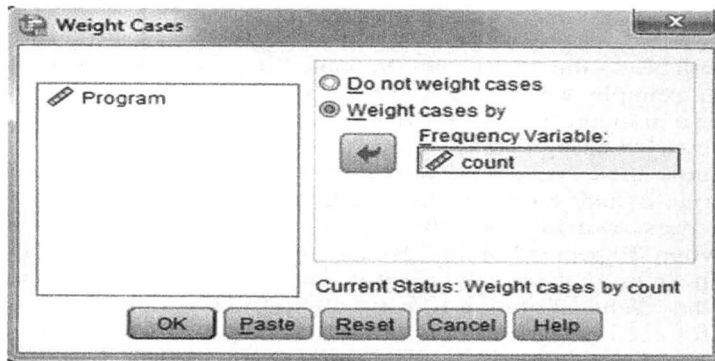 Weight Cases
Program
Do not weight cases
Weight cases by
Frequency Variable:
count
Current Status: Weight cases by count
OK
Paste
Reset
Cancel
Help